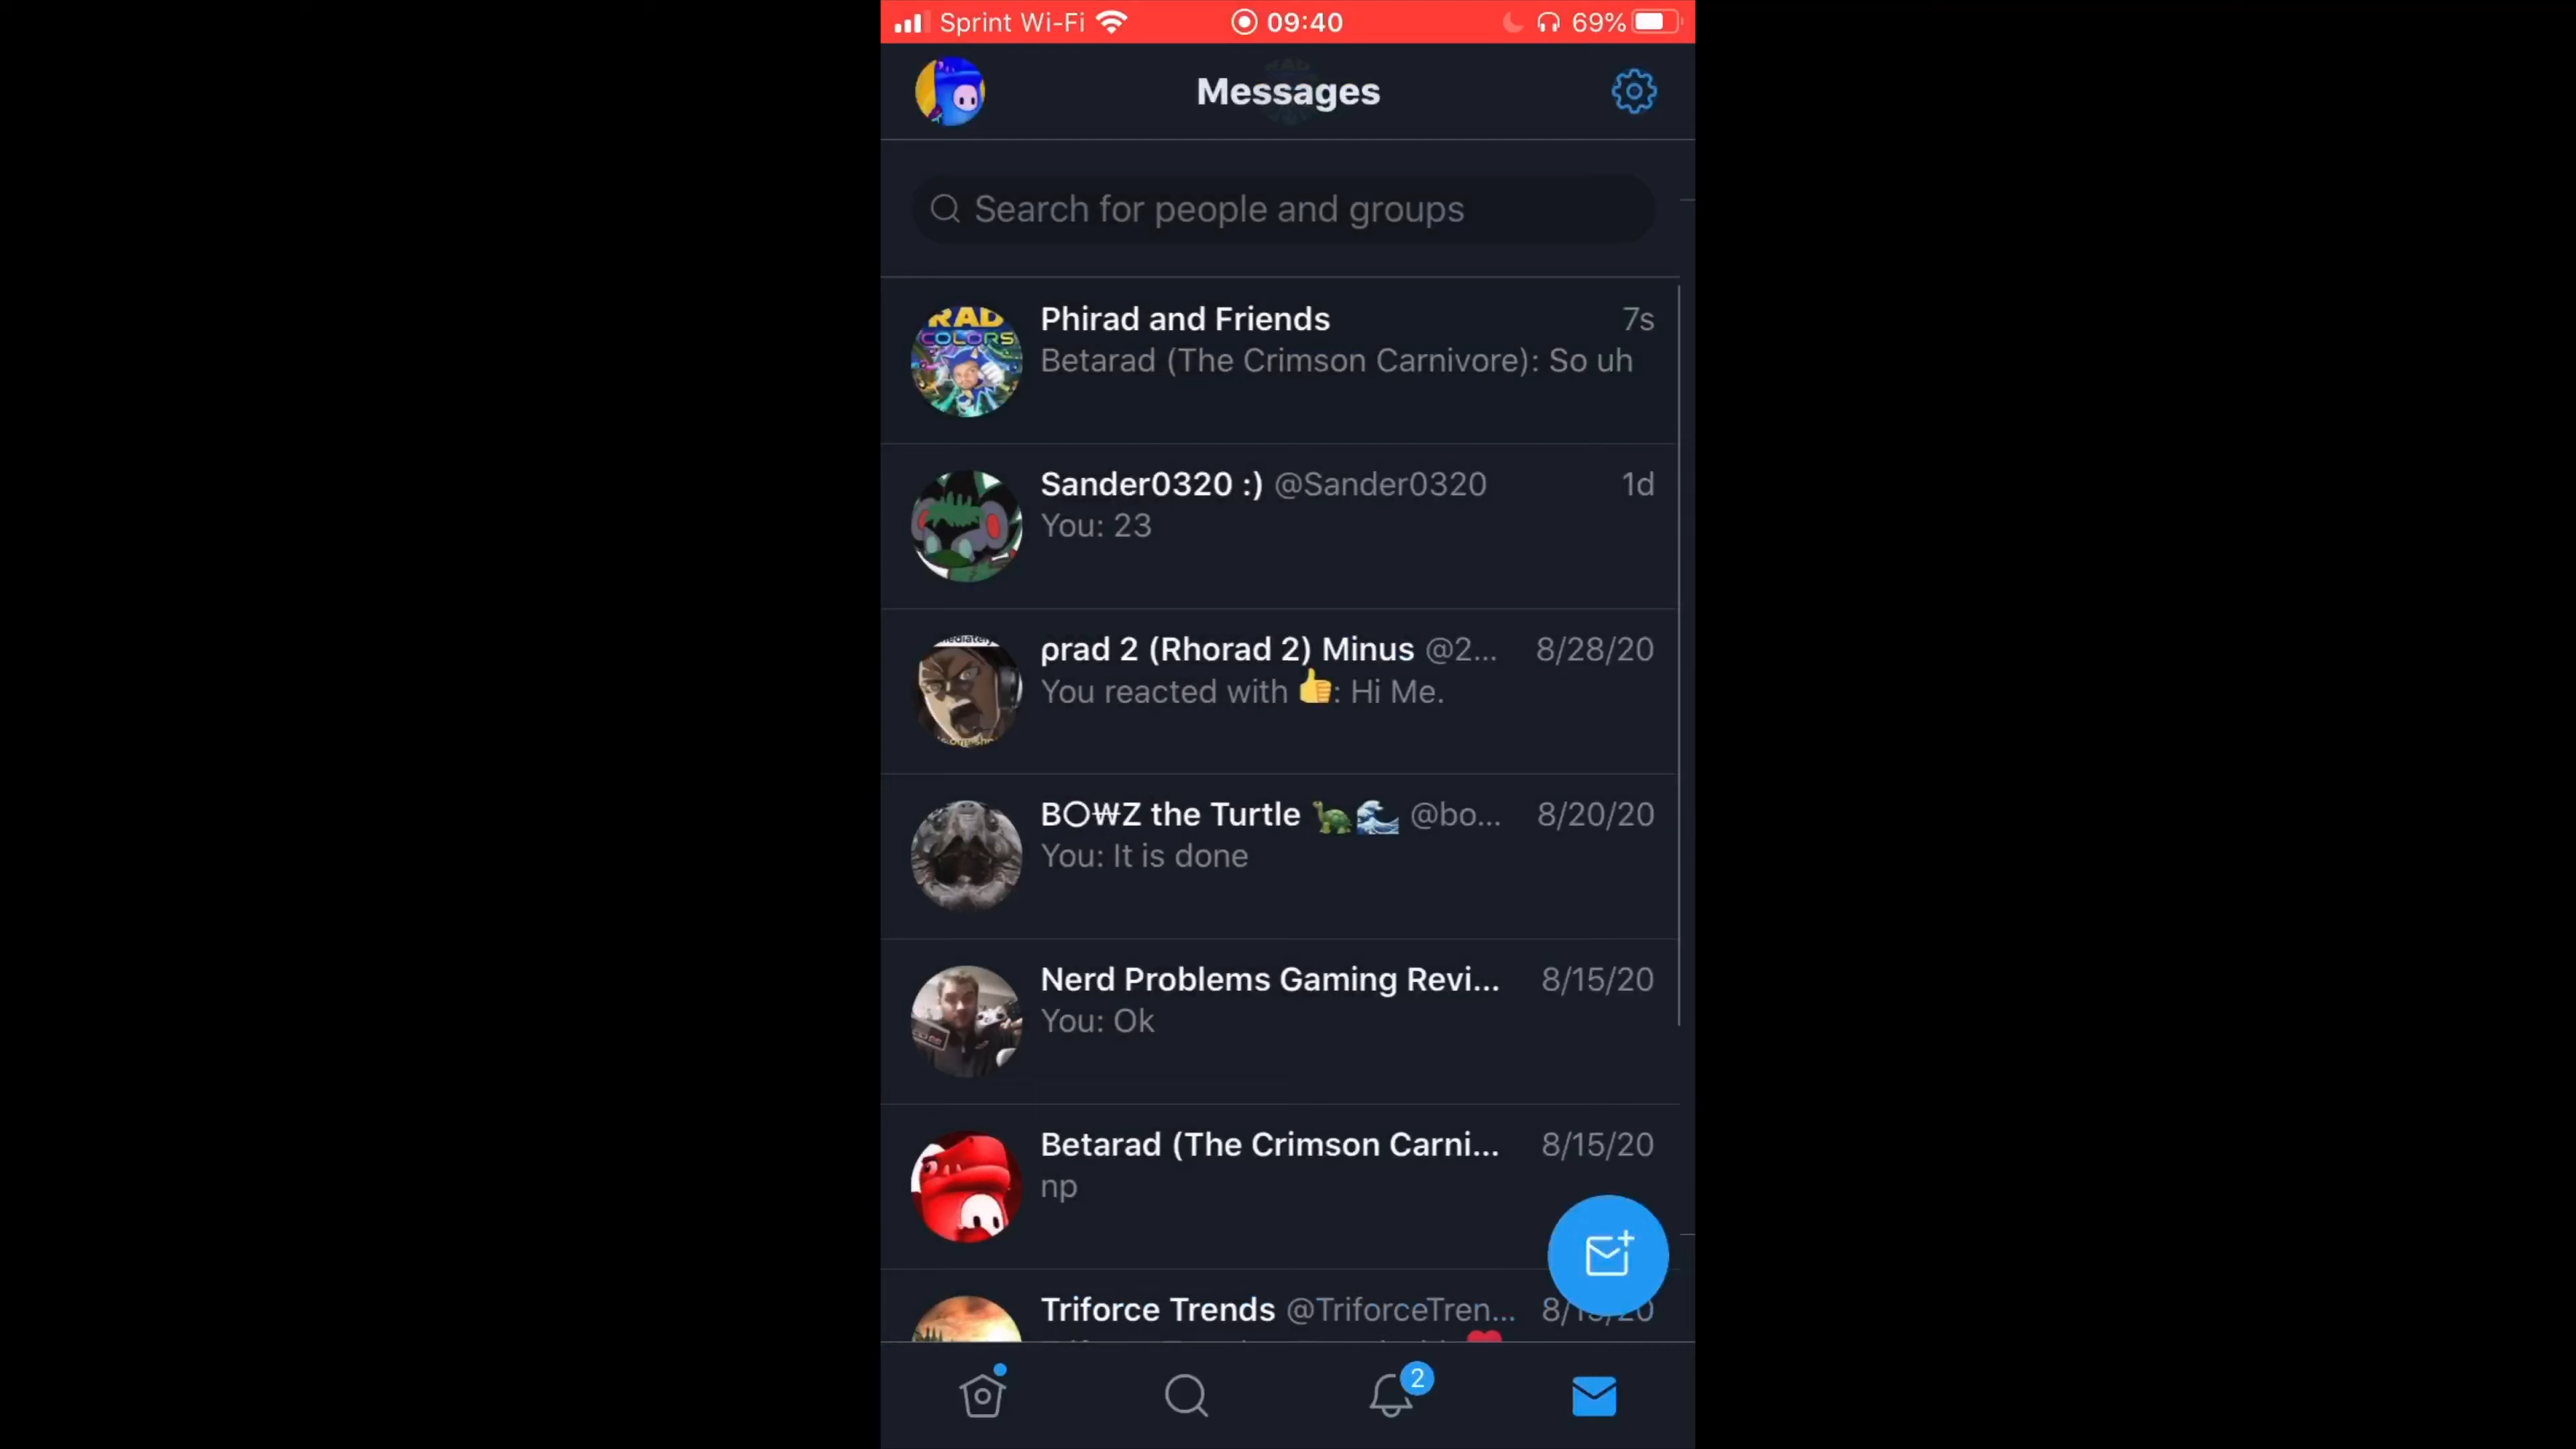 Sprint Wi-Fi 09:40 69%
Messages
Search for people and groups
RAD
COLORS
Phirad and Friends 7s
Betarad (The Crimson Carnivore): So uh
Sander0320 :) @Sander0320 1d
You: 23
ρrad 2 (Rhorad 2) Minus @2... 8/28/20
You reacted with 👍: Hi Me.
B〇₩Z the Turtle 🐢🌊 @bo... 8/20/20
You: It is done
Nerd Problems Gaming Revi... 8/15/20
You: Ok
Betarad (The Crimson Carni... 8/15/20
np
Triforce Trends @TriforceTren...
2